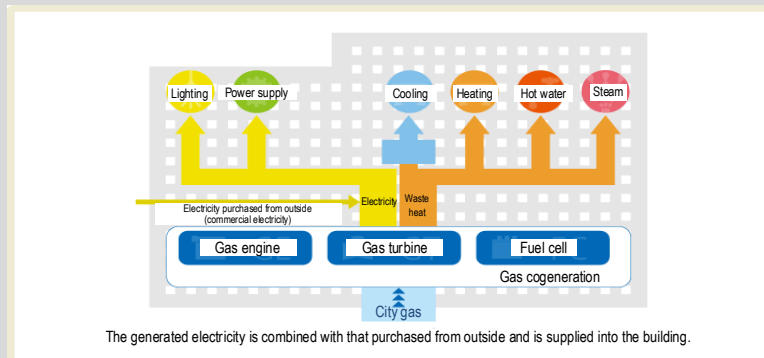 Lighting
Power supply
Cooling
Heating
Hot water
Steam
Electricity
Waste
heat
Electricity purchased from outside
(commercial electricity)
Gas engine
Gas turbine
Fuel cell
Gas cogeneration
City gas
The generated electricity is combined with that purchased from outside and is supplied into the building.